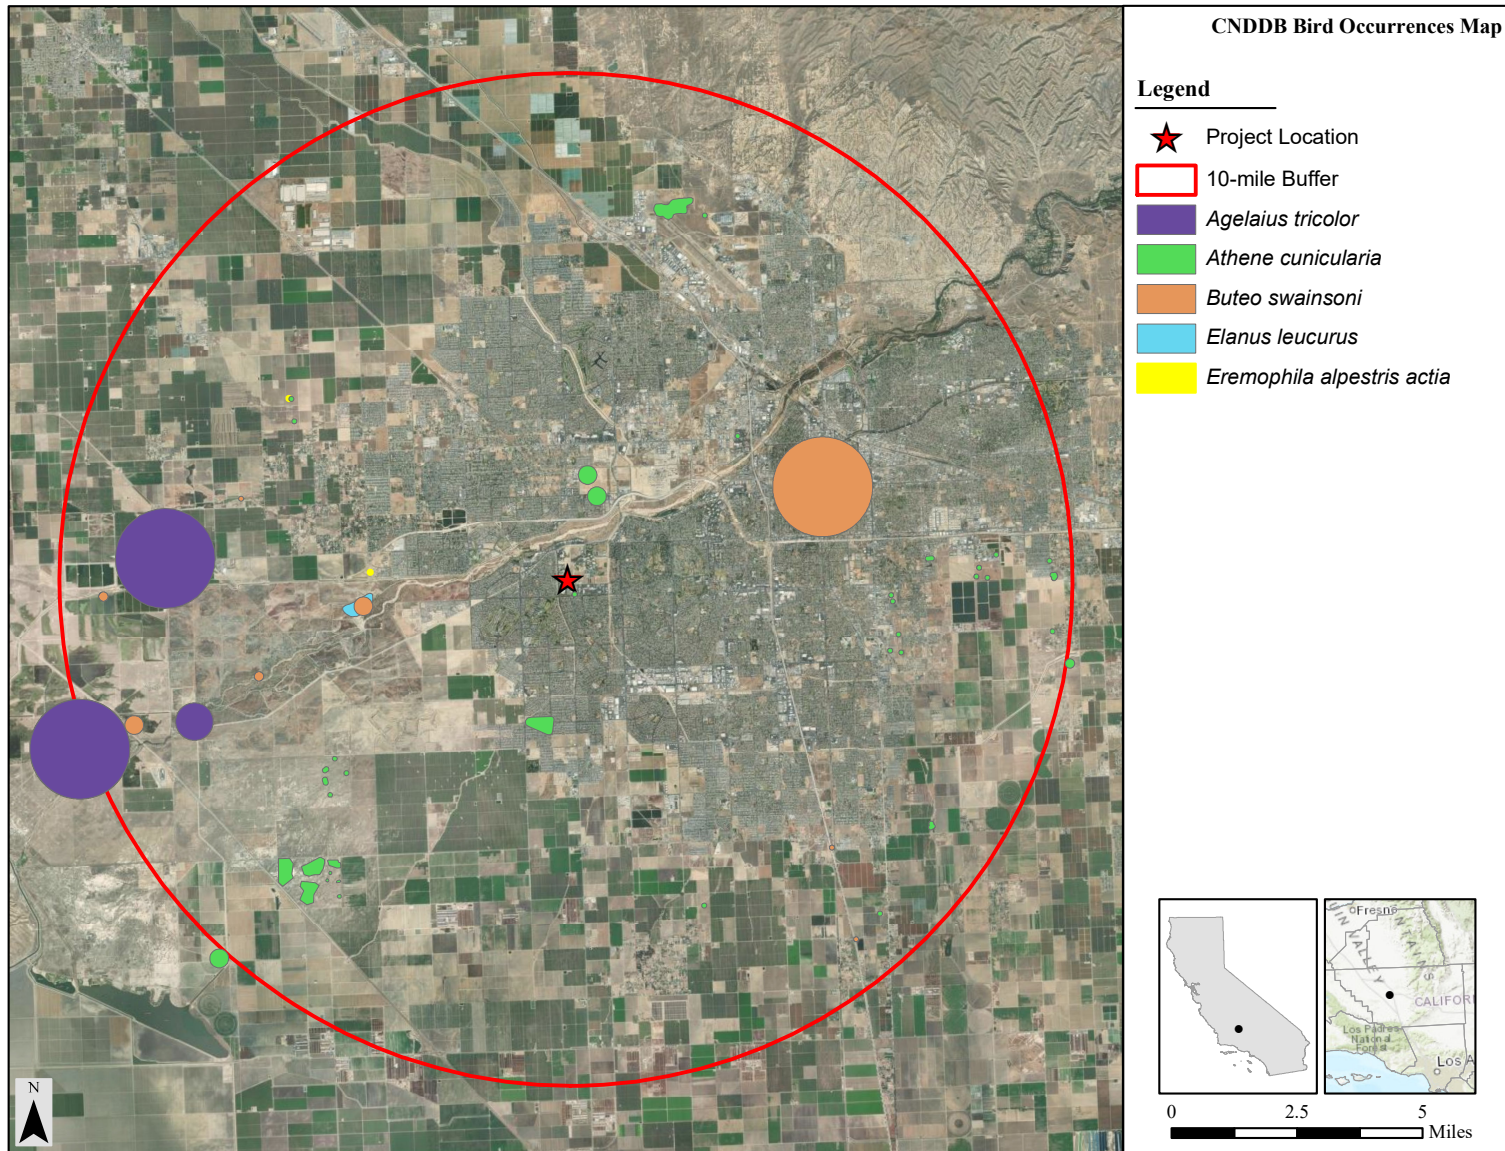 CNDDB Bird Occurrences Map
Legend
Project Location
10-mile Buffer
Agelaius tricolor
Athene cunicularia
Buteo swainsoni
Elanus leucurus
Eremophila alpestris actia
Fresno
VALLEY
CALIFOR
Los Padres
National
Forest
Los A
0 2.5 5
Miles
N